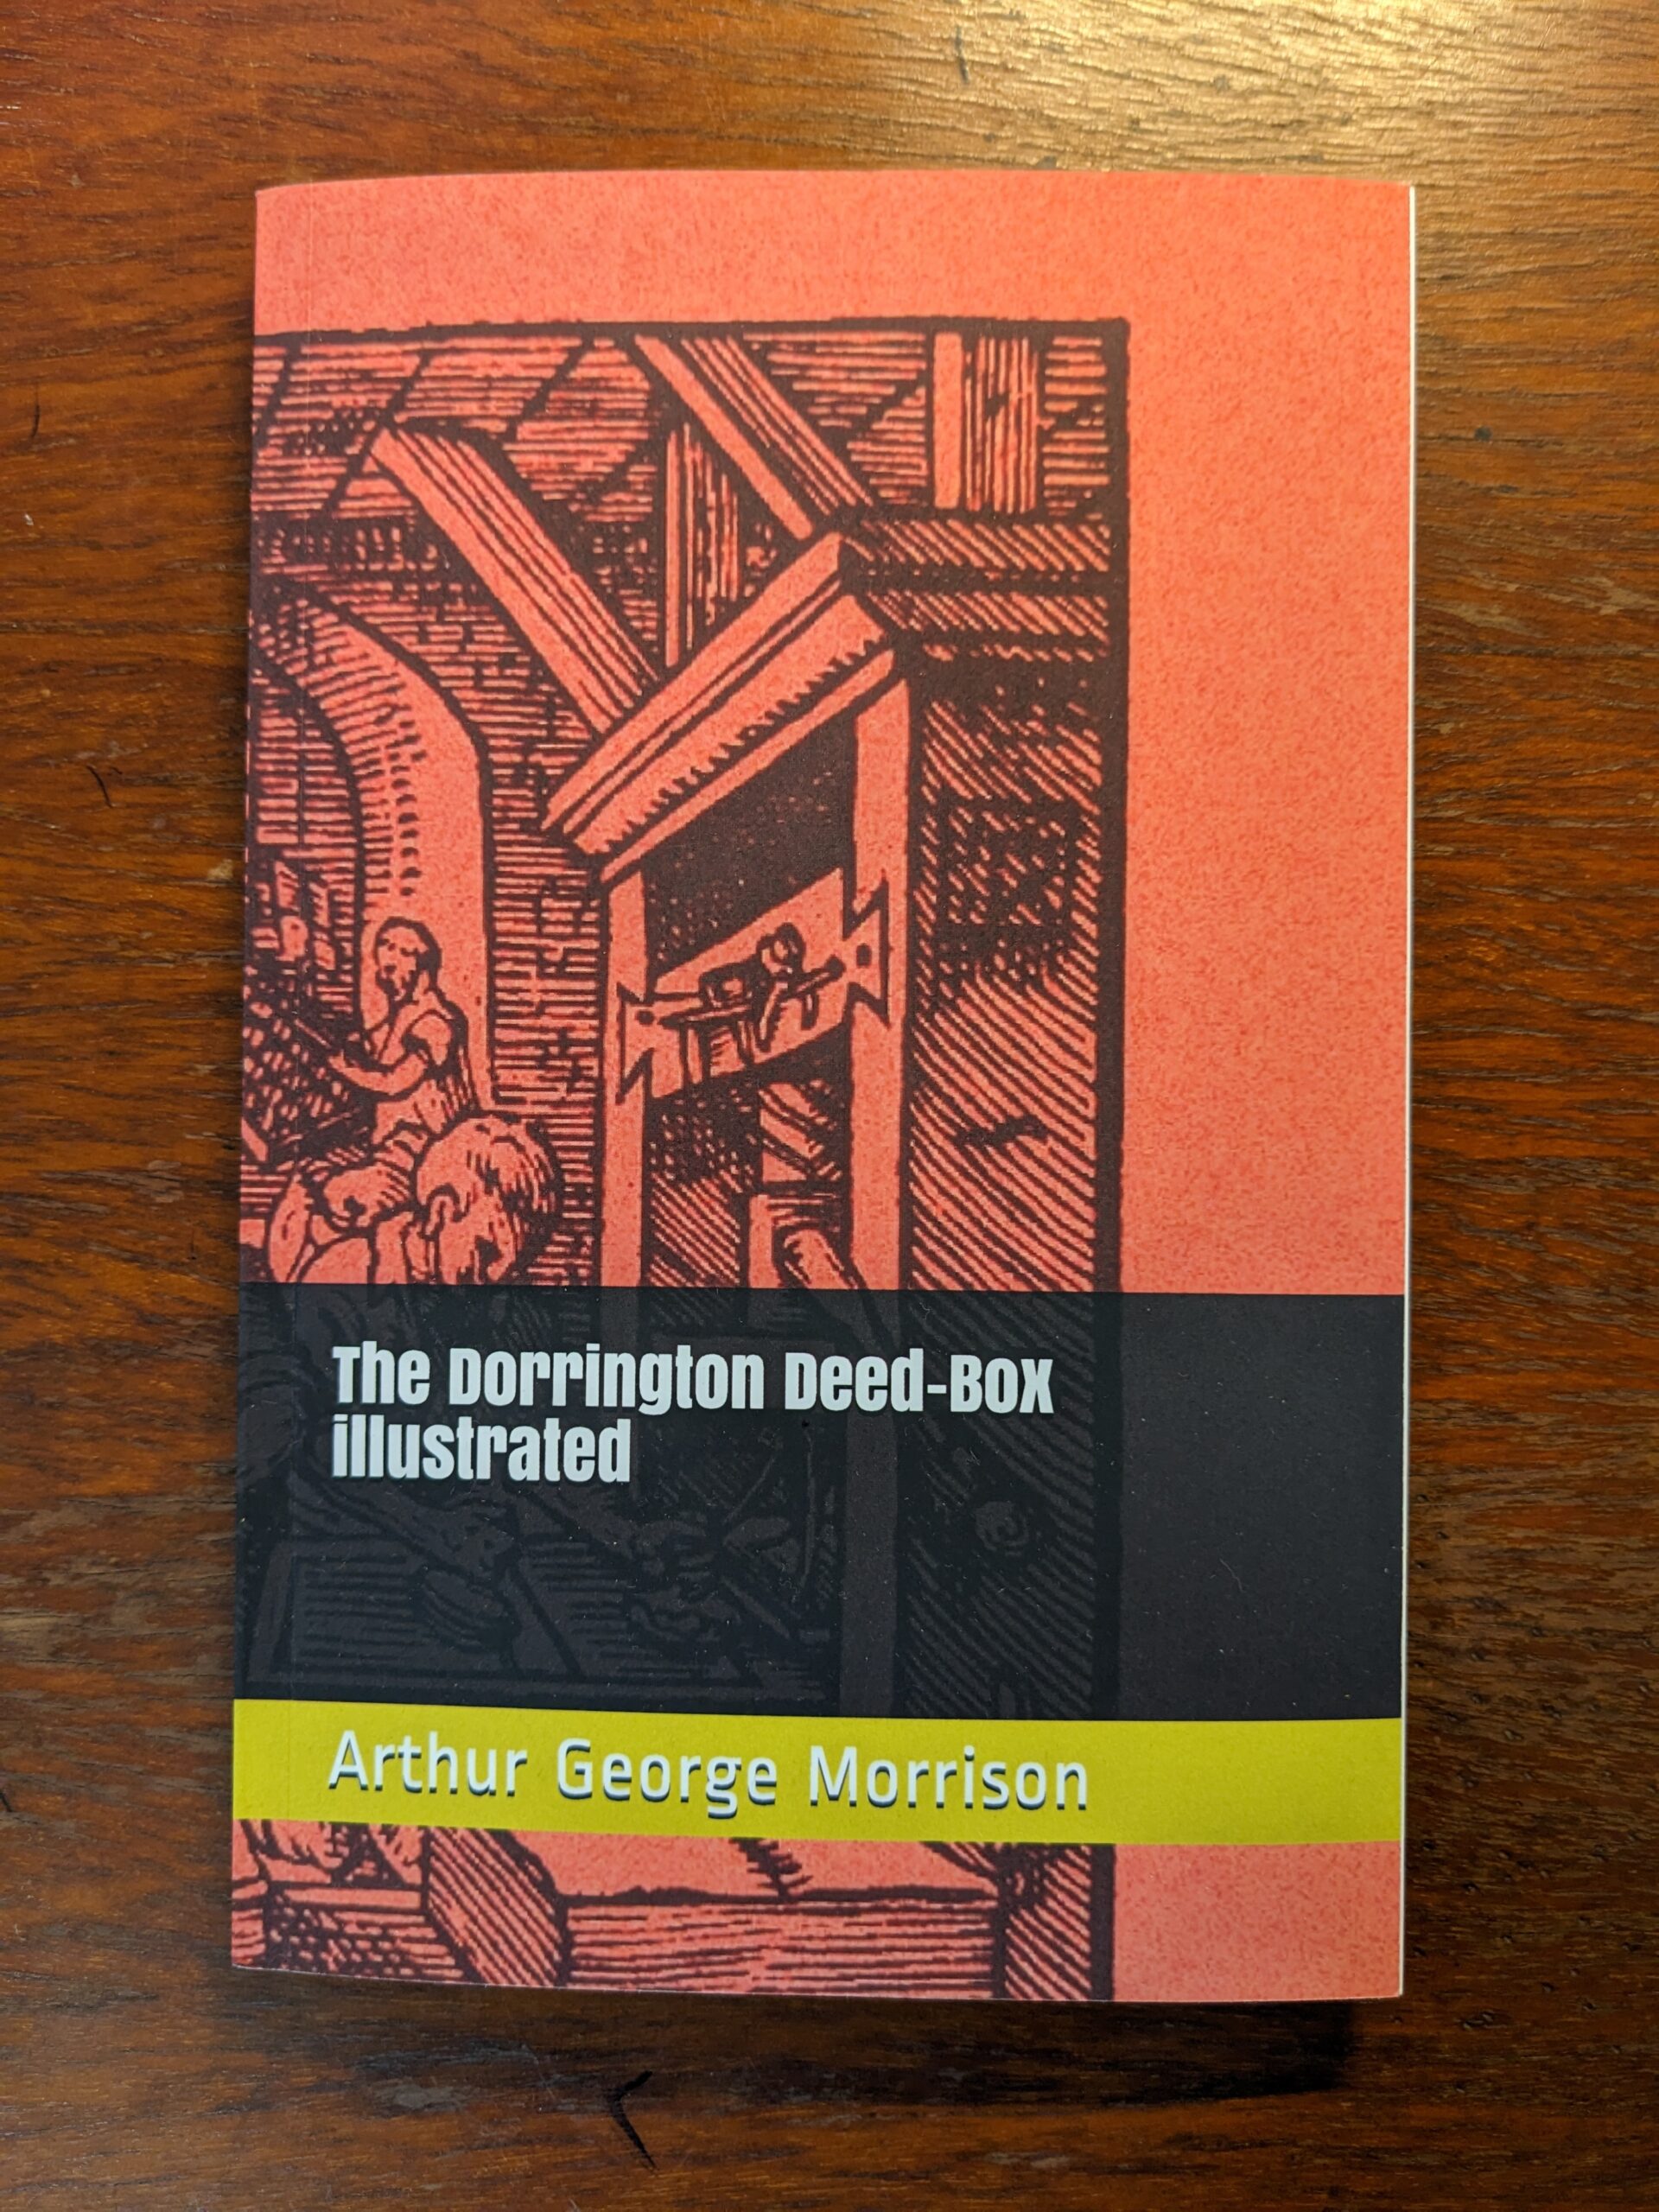 The Dorrington Deed-Box
illustrated
Arthur George Morrison